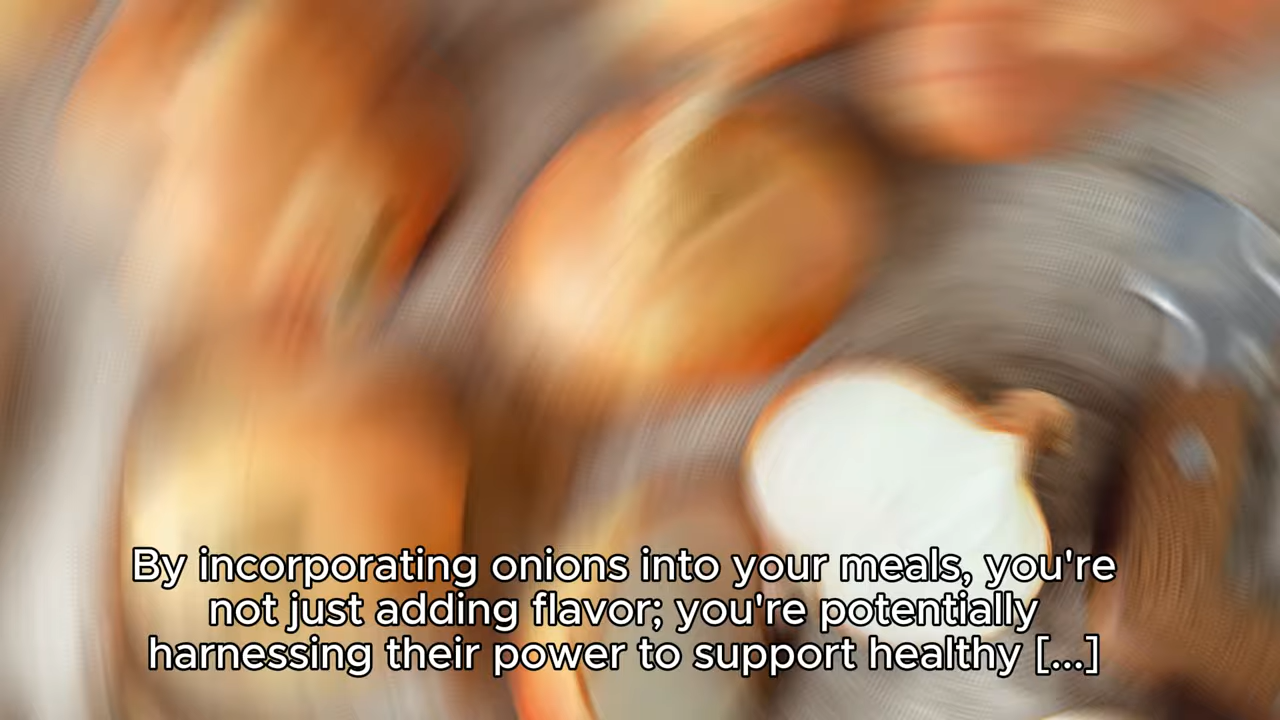 By incorporating onions into your meals, you're
not just adding flavor; you're potentially
harnessing their power to support healthy [...]